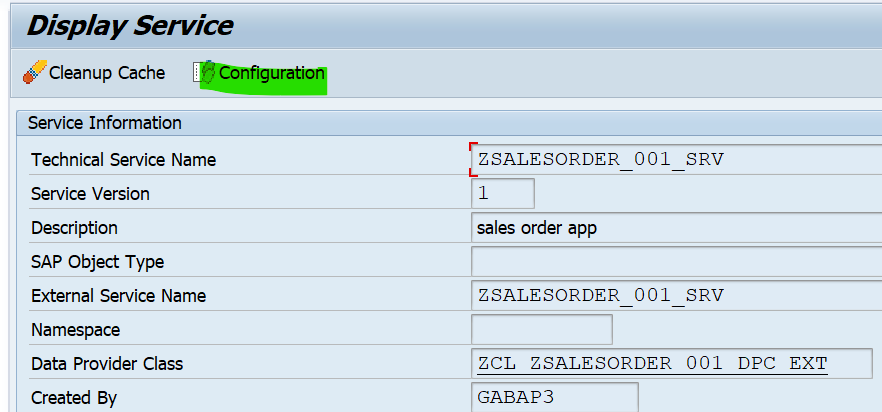 Display Service
Cleanup Cache Configuration
Service Information
Technical Service Name ZSALESORDER_001_SRV
Service Version 1
Description sales order app
SAP Object Type
External Service Name ZSALESORDER_001_SRV
Namespace
Data Provider Class ZCL_ZSALESORDER_001_DPC_EXT
Created By GABAP3